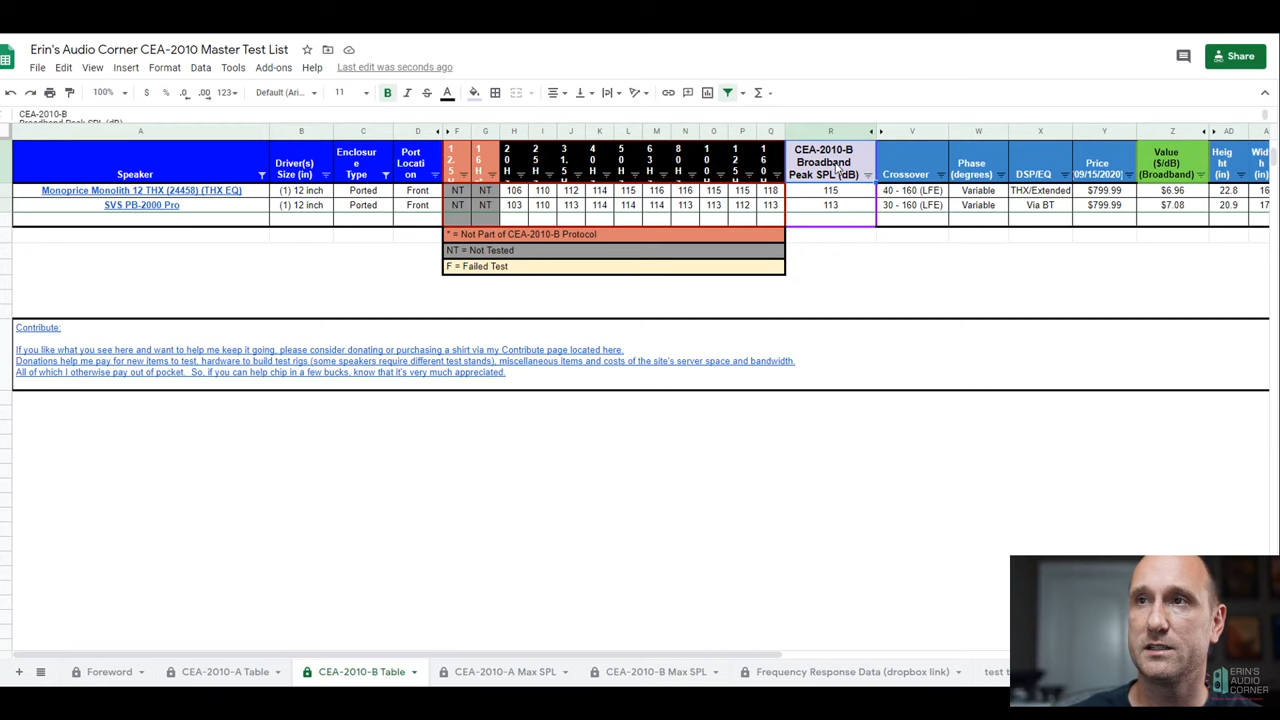 Erin's Audio Corner CEA-2010 Master Test List
File Edit View Insert Format Data Tools Add-ons Help Last edit was seconds ago
Share
100% $ % .0 .00 123 Default (Ari... 11 B I S A
CEA-2010-B
A B C D F G H I J K L M N O P Q R V W X Y Z AD
Speaker Driver(s) Size (in) Enclosur e Type Port Locati on CEA-2010-B Broadband Peak SPL (dB) Crossover Phase (degrees) DSP/EQ Price [09/15/2020] Value ($/dB) (Broadband) Heig ht (in)
Monoprice Monolith 12 THX (24458) (THX EQ) (1) 12 inch Ported Front NT NT 106 110 112 114 115 116 115 115 116 118 115 40 - 160 (LFE) Variable THX/Extended $799.99 $6.96 22.8 16
SVS PB-2000 Pro (1) 12 inch Ported Front NT NT 103 110 113 114 114 114 113 113 112 113 113 30 - 160 (LFE) Variable Via BT $799.99 $7.08 20.9 17
* = Not Part of CEA-2010-B Protocol
NT = Not Tested
F = Failed Test
Contribute:
If you like what you see here and want to help me keep it going, please consider donating or purchasing a shirt via my Contribute page located here.
Donations help me pay for new items to test, hardware to build test rigs (some speakers require different test stands), miscellaneous items and costs of the site's server space and bandwidth.
All of which I otherwise pay out of pocket. So, if you can help chip in a few bucks, know that it's very much appreciated.
Foreword CEA-2010-A Table CEA-2010-B Table CEA-2010-A Max SPL CEA-2010-B Max SPL Frequency Response Data (dropbox link) test t
ERIN'S
AUDIO
CORNER